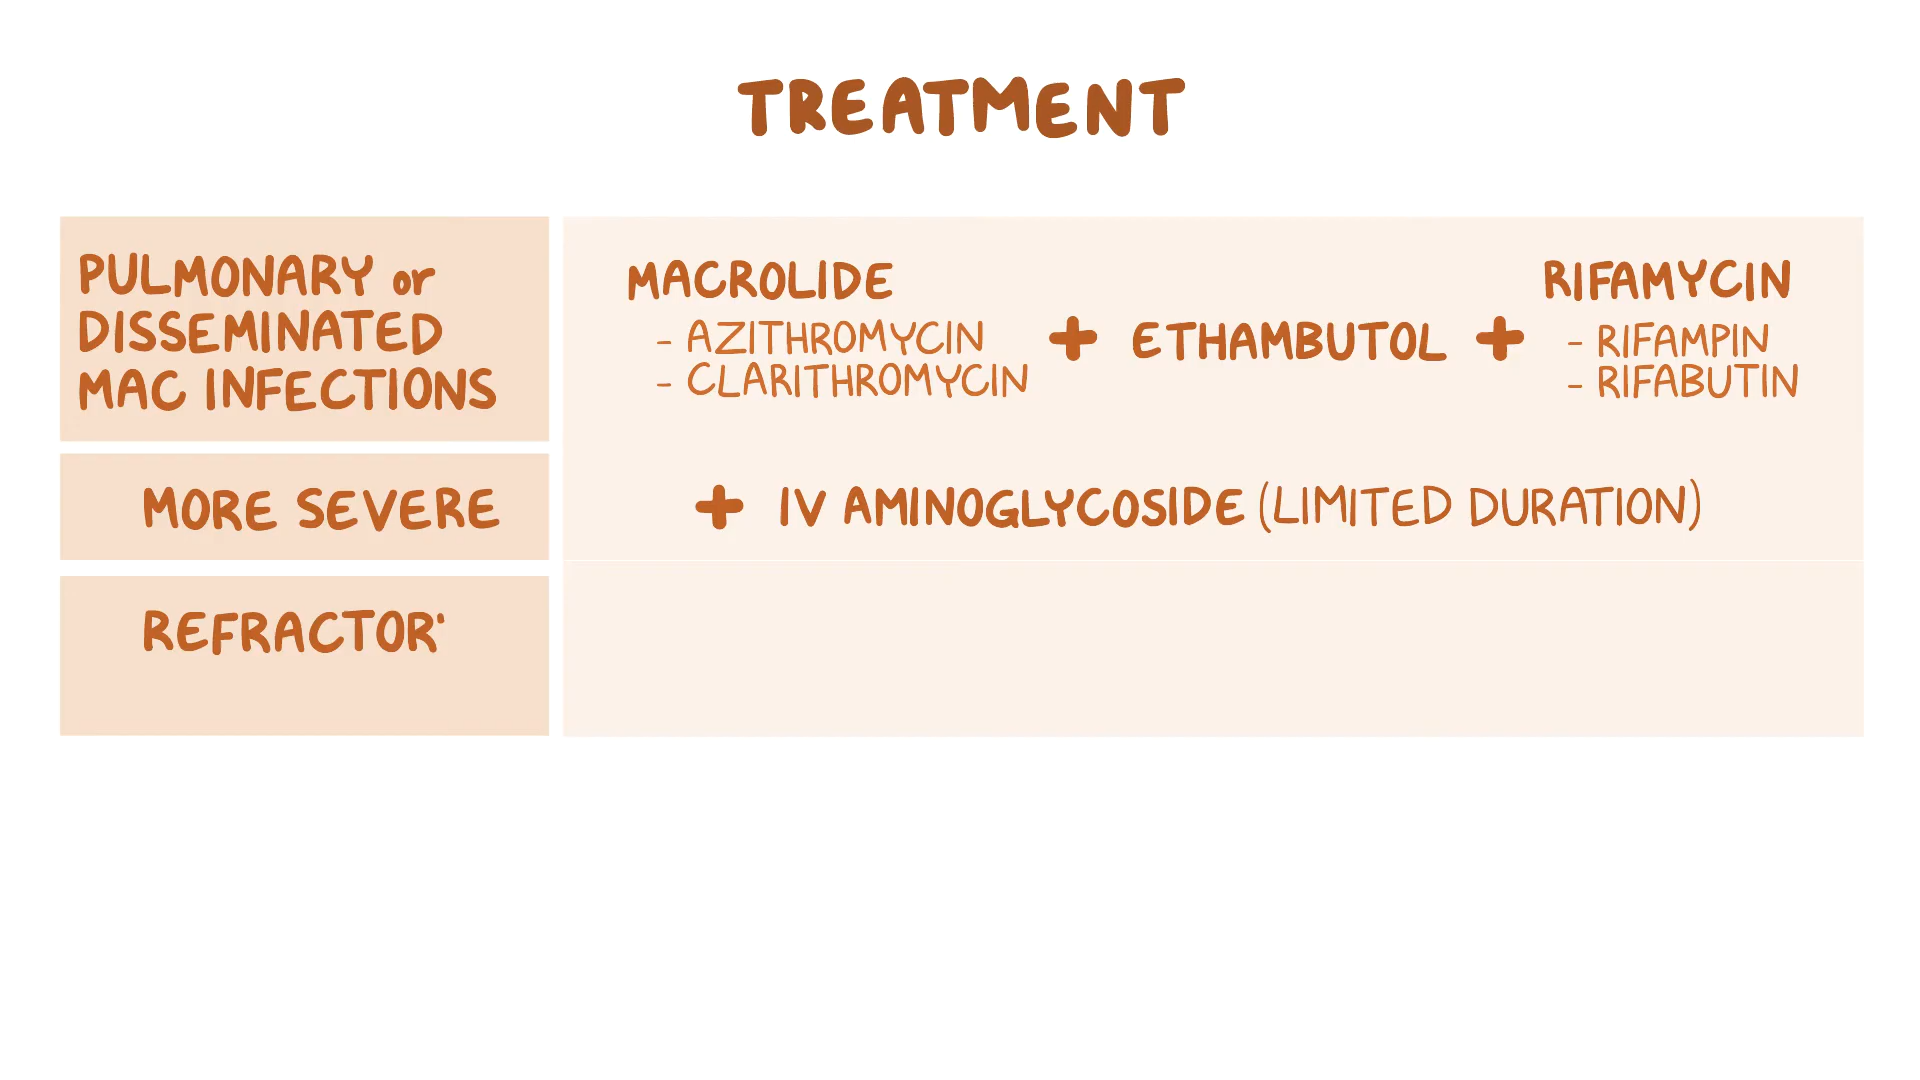 TREATMENT
PULMONARY or
DISSEMINATED
MAC INFECTIONS
MACROLIDE
- AZITHROMYCIN
- CLARITHROMYCIN
+ ETHAMBUTOL +
RIFAMYCIN
- RIFAMPIN
- RIFABUTIN
MORE SEVERE
+ IV AMINOGLYCOSIDE (LIMITED DURATION)
REFRACTOR'